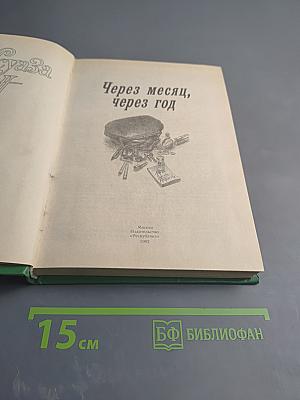 Через месяц,
через год
Москва
Издательство
«Республика»
1992
15 см
БФ БИБЛИОФАН